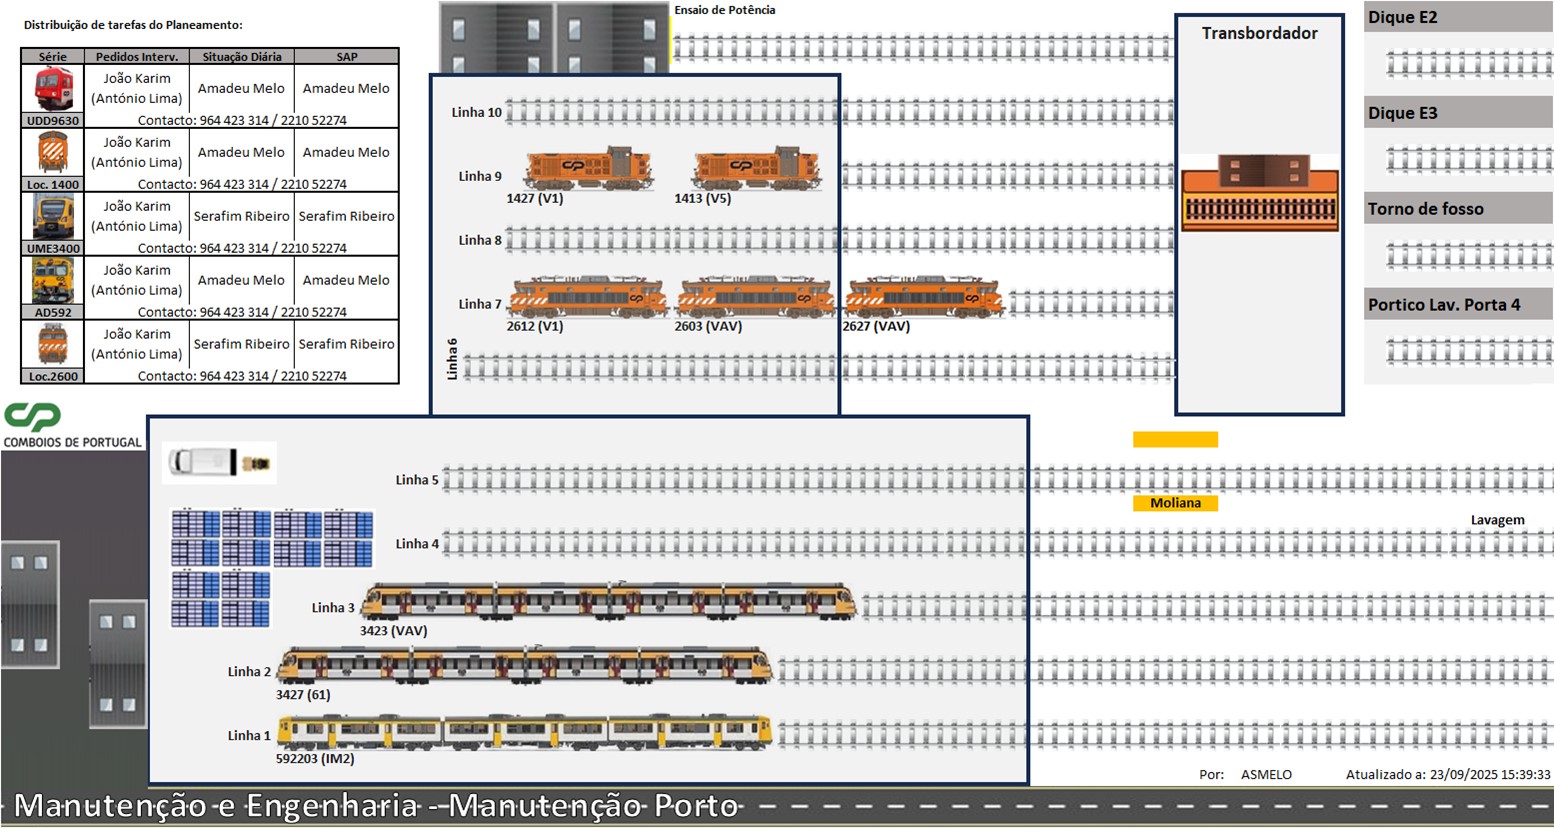 Distribuição de tarefas do Planeamento:
Série Pedidos Interv. Situação Diária SAP
João Karim
(António Lima) Amadeu Melo Amadeu Melo
UDD9630 Contacto: 964 423 314 / 2210 52274
João Karim
(António Lima) Amadeu Melo Amadeu Melo
Loc. 1400 Contacto: 964 423 314 / 2210 52274
João Karim
(António Lima) Serafim Ribeiro Serafim Ribeiro
UME3400 Contacto: 964 423 314 / 2210 52274
João Karim
(António Lima) Amadeu Melo Amadeu Melo
AD592 Contacto: 964 423 314 / 2210 52274
João Karim
(António Lima) Serafim Ribeiro Serafim Ribeiro
Loc.2600 Contacto: 964 423 314 / 2210 52274
CP
COMBOIOS DE PORTUGAL
Ensaio de Potência
Linha 10
Linha 9
1427 (V1) 1413 (V5)
Linha 8
Linha 7
2612 (V1) 2603 (VAV) 2627 (VAV)
Linha 6
Transbordador
Dique E2
Dique E3
Torno de fosso
Portico Lav. Porta 4
Linha 5
Moliana
Lavagem
Linha 4
Linha 3
3423 (VAV)
Linha 2
3427 (61)
Linha 1
592203 (IM2)
Por: ASMELO Atualizado a: 23/09/2025 15:39:33
Manutenção e Engenharia - Manutenção Porto